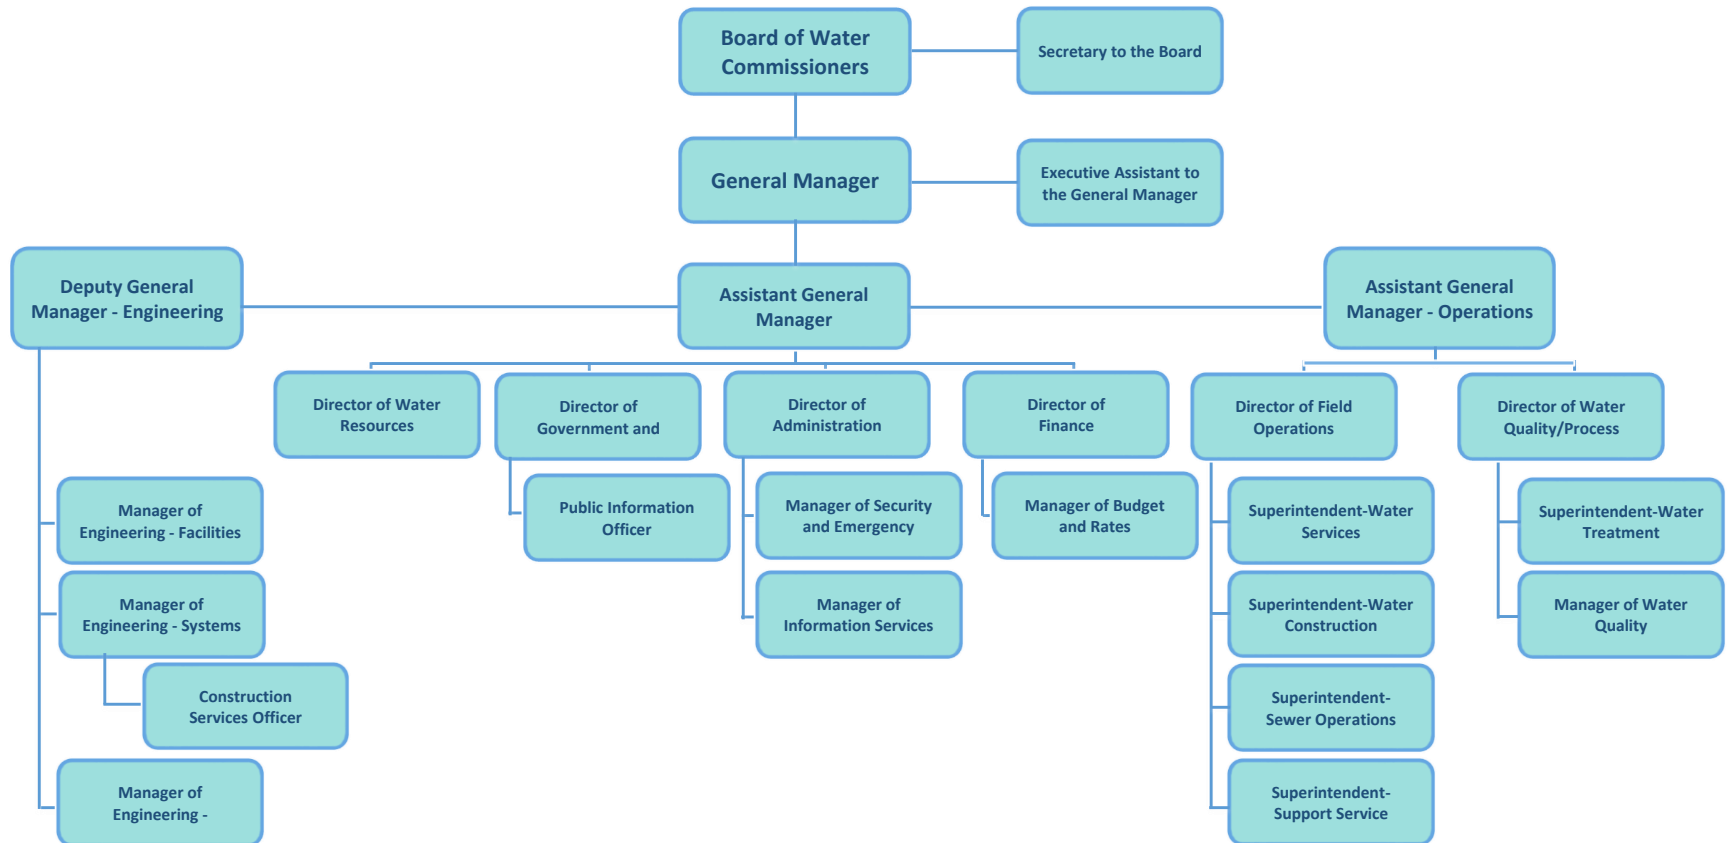 Board of Water
Commissioners
Secretary to the Board
General Manager
Executive Assistant to
the General Manager
Deputy General
Manager - Engineering
Assistant General
Manager
Assistant General
Manager - Operations
Director of Water
Resources
Director of
Government and
Director of
Administration
Director of
Finance
Director of Field
Operations
Director of Water
Quality/Process
Manager of
Engineering - Facilities
Public Information
Officer
Manager of Security
and Emergency
Manager of Budget
and Rates
Superintendent-Water
Services
Superintendent-Water
Treatment
Manager of
Engineering - Systems
Manager of
Information Services
Superintendent-Water
Construction
Manager of Water
Quality
Construction
Services Officer
Superintendent-
Sewer Operations
Manager of
Engineering -
Superintendent-
Support Service